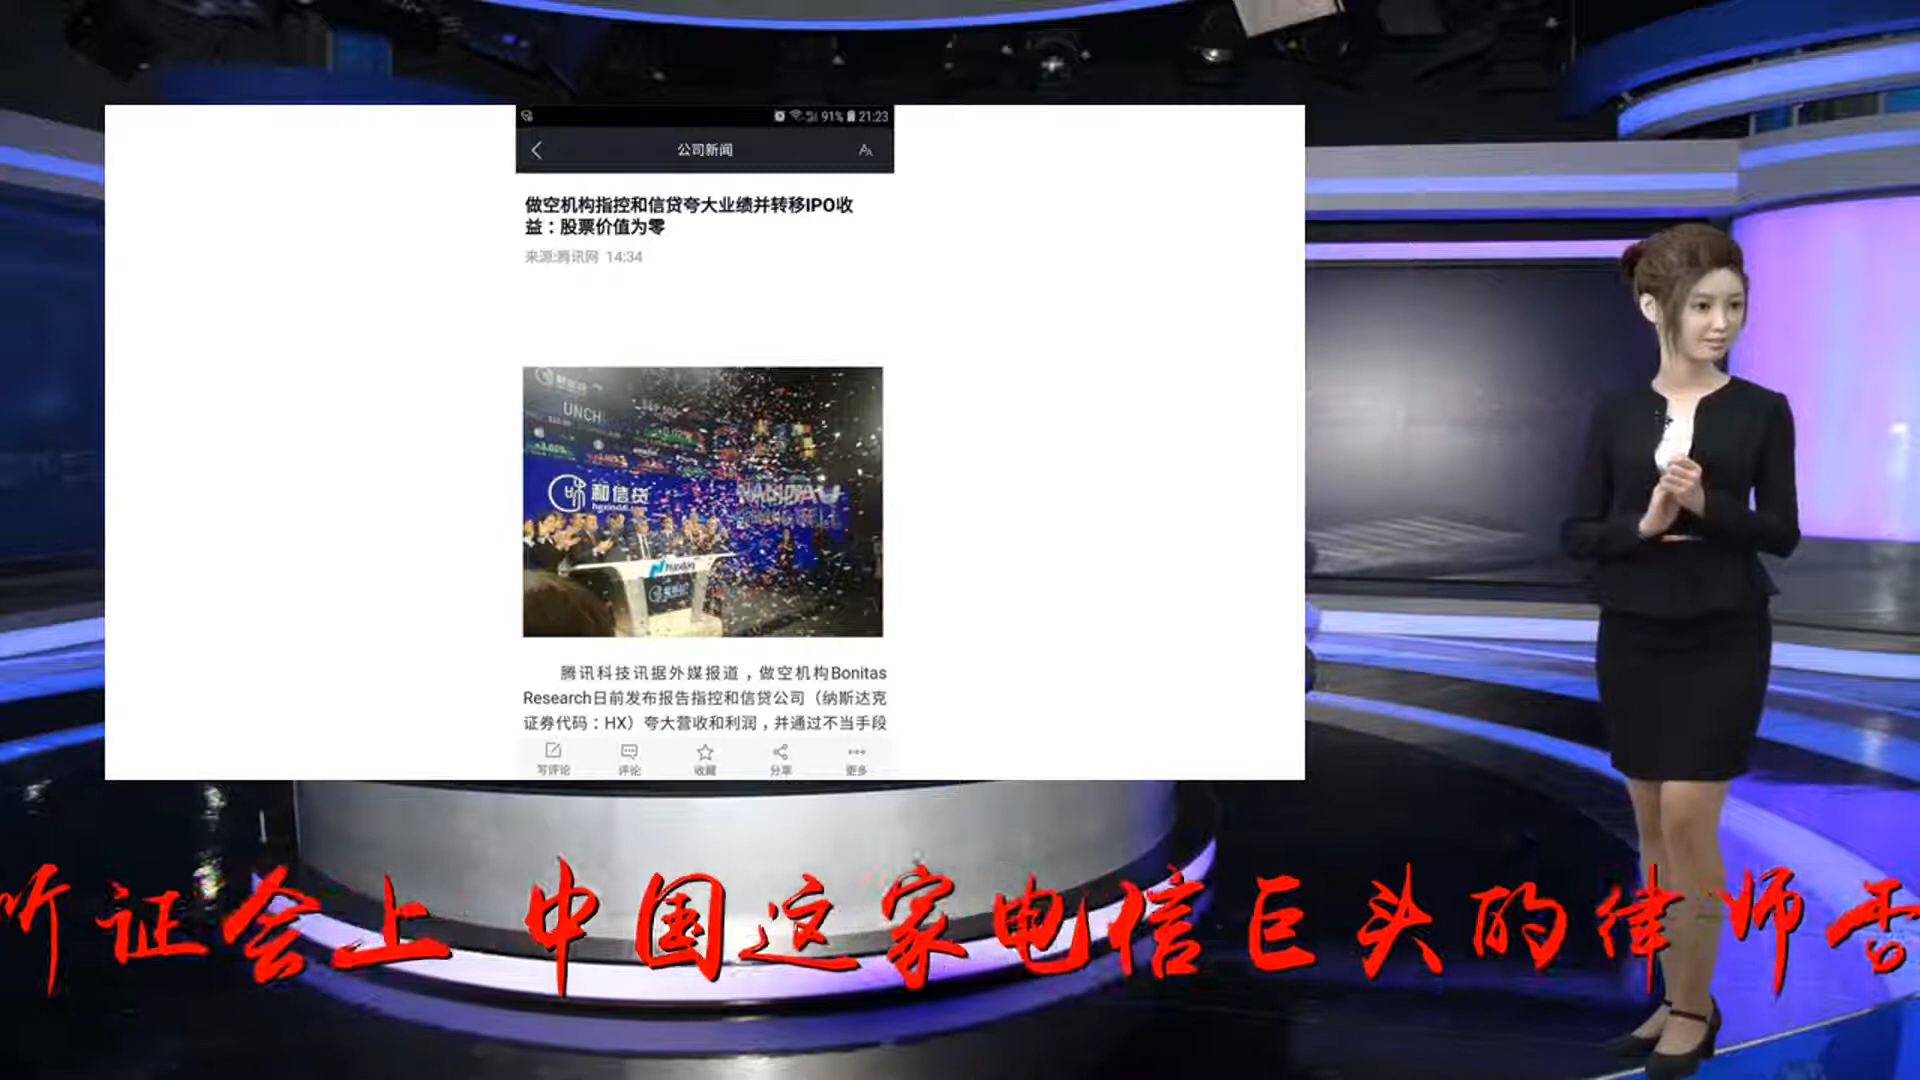 91% 21:23
公司新闻
做空机构指控和信贷夸大业绩并转移IPO收
益：股票价值为零
来源:腾讯网 14:34
UNCH
和信贷
hexindai.com
Nasdaq
腾讯科技讯据外媒报道，做空机构Bonitas
Research日前发布报告指控和信贷公司（纳斯达克
证券代码：HX）夸大营收和利润，并通过不当手段
写评论 评论 收藏 分享 更多
听证会上 中国这家电信巨头的律师否